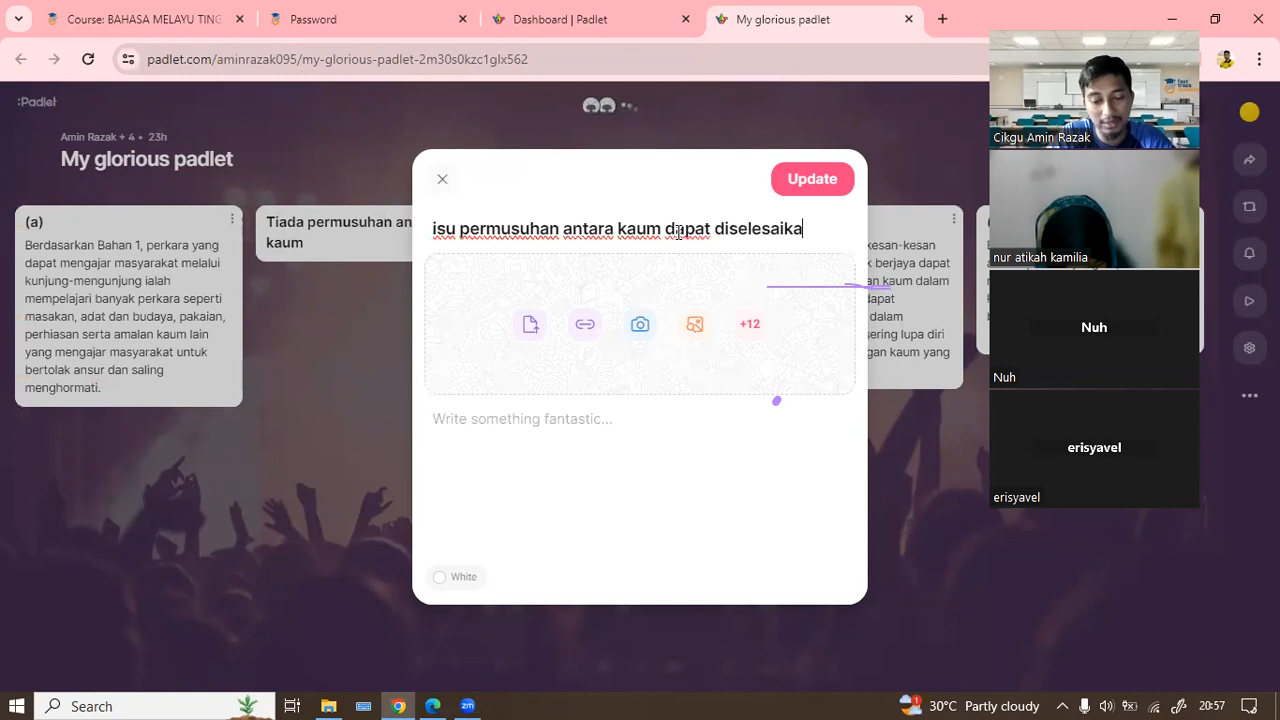 Course: BAHASA MELAYU TING
Password
Dashboard | Padlet
My glorious padlet
padlet.com/aminrazak095/my-glorious-padlet-2m30s0kzc1glx562
:Padlet
Amin Razak + 4 • 23h
My glorious padlet
(a)
Berdasarkan Bahan 1, perkara yang
dapat mengajar masyarakat melalui
kunjung-mengunjung ialah
mempelajari banyak perkara seperti
masakan, adat dan budaya, pakaian,
perhiasan serta amalan kaum lain
yang mengajar masyarakat untuk
bertolak ansur dan saling
menghormati.
Tiada permusuhan an
kaum
Update
isu permusuhan antara kaum dapat diselesaika
+12
Write something fantastic...
White
kesan-kesan
berjaya dapat
kaum dalam
dapat
dalam
sering lupa diri
gan kaum yang
Cikgu Amin Razak
nur atikah kamilia
Nuh
Nuh
erisyavel
erisyavel
Search
1
30°C Partly cloudy
20:57